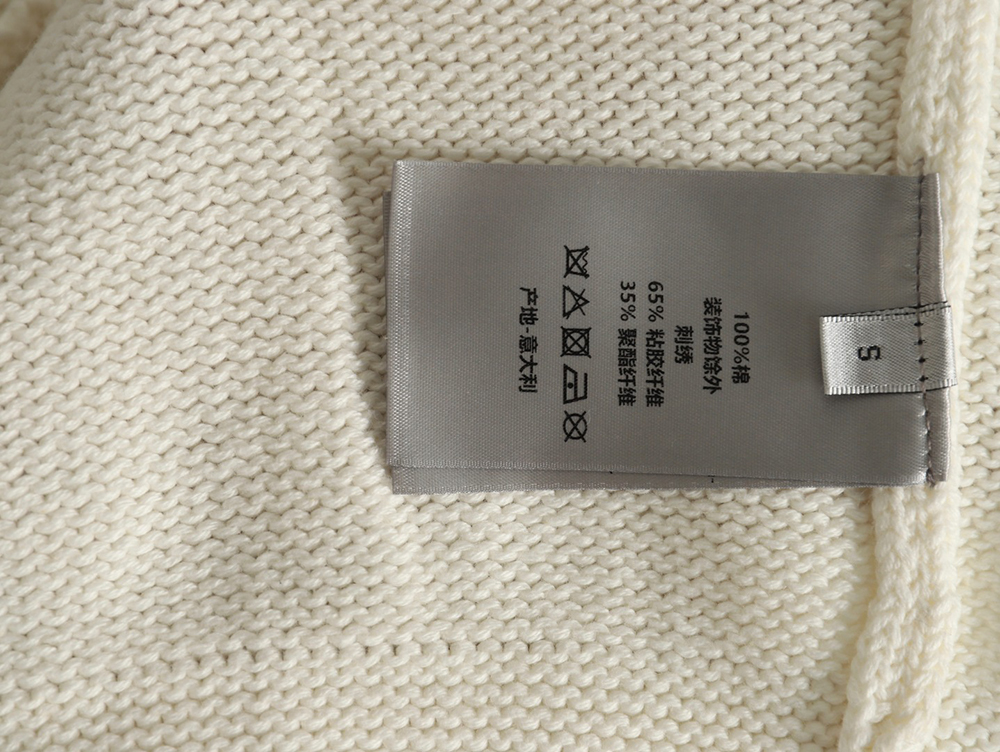 S
100%棉
装饰物馀外
刺绣
65% 粘胶纤维
35% 聚酯纤维
产地-意大利